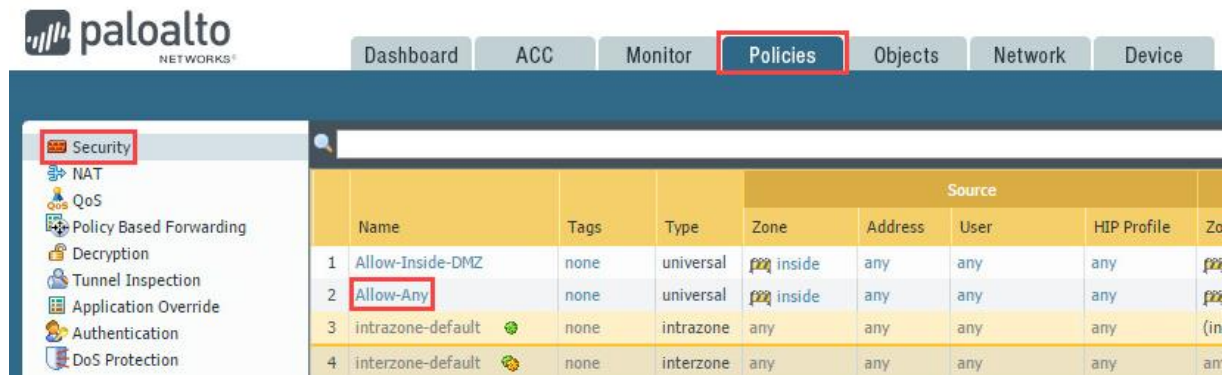 paloalto
NETWORKS®
Dashboard ACC Monitor Policies Objects Network Device
Security
NAT
QoS
Policy Based Forwarding
Decryption
Tunnel Inspection
Application Override
Authentication
DoS Protection
Source
Name Tags Type Zone Address User HIP Profile Zo
1 Allow-Inside-DMZ none universal inside any any any
2 Allow-Any none universal inside any any any
3 intrazone-default none intrazone any any any any (in
4 interzone-default none interzone any any any any an